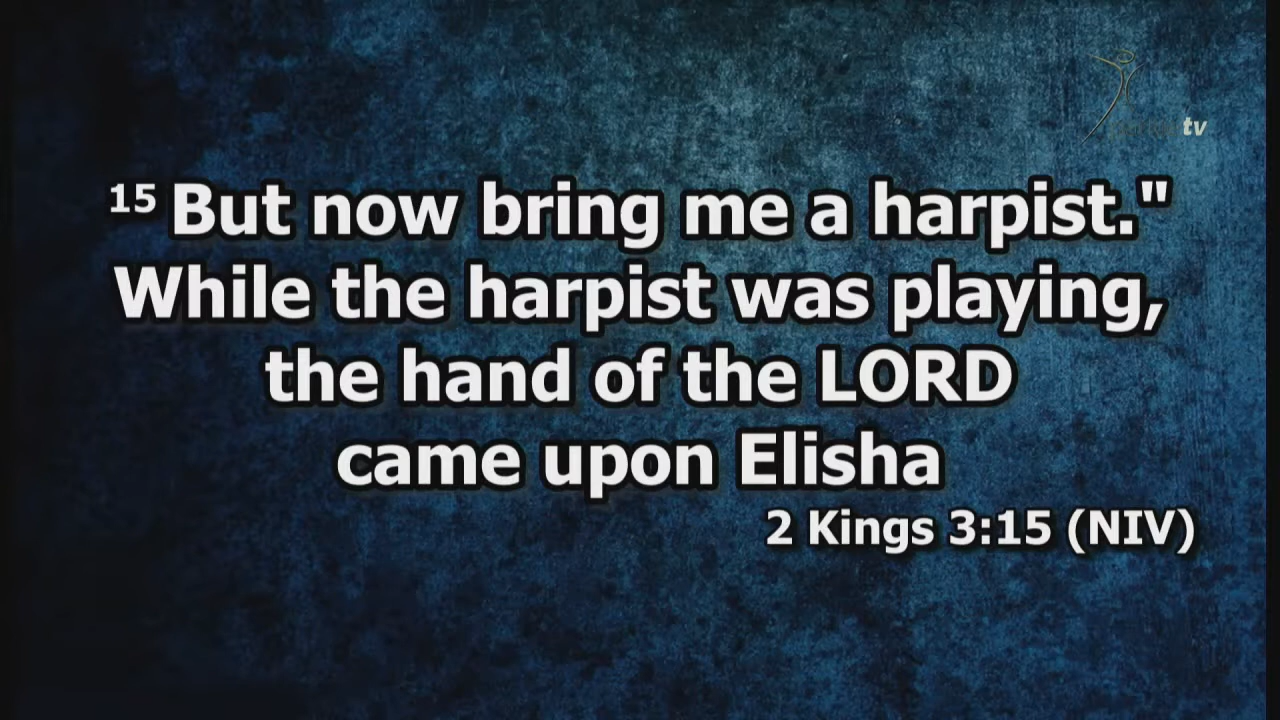 tv
15 But now bring me a harpist."
While the harpist was playing,
the hand of the LORD
came upon Elisha
2 Kings 3:15 (NIV)